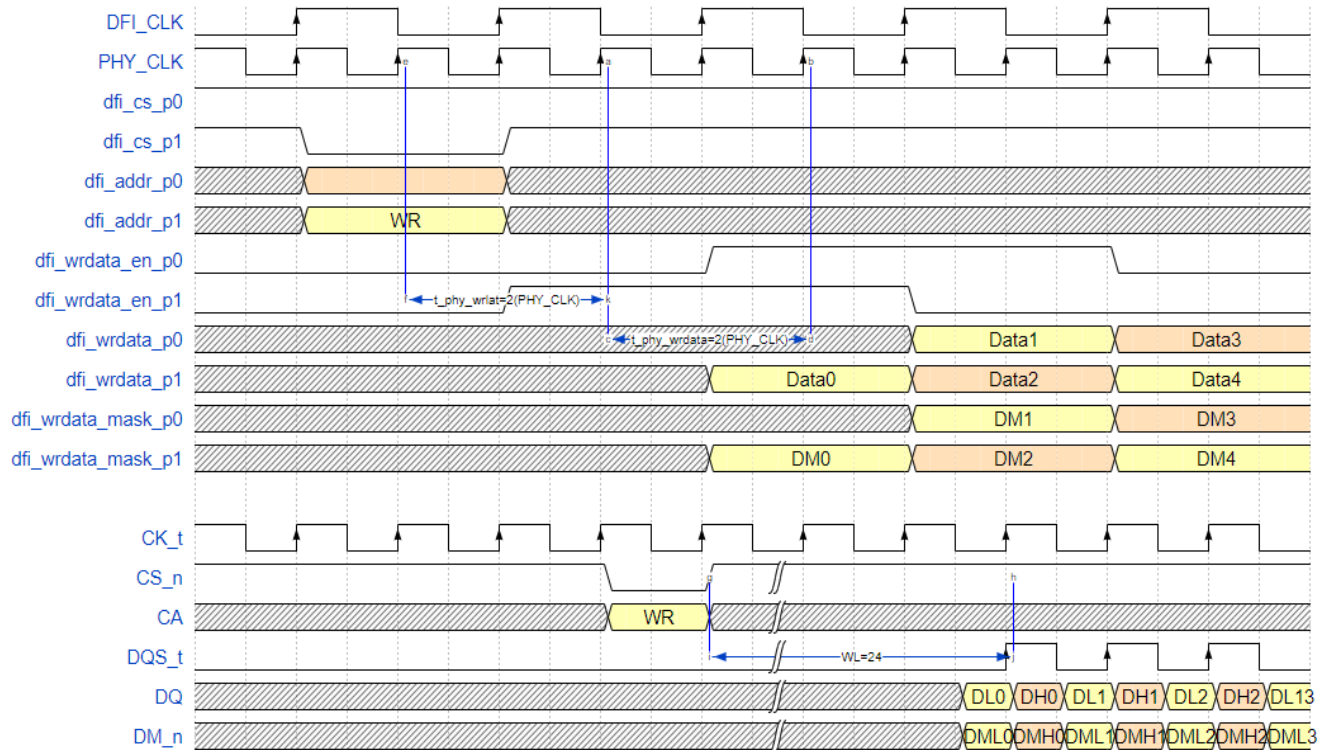 DFI_CLK
PHY_CLK e a b
dfi_cs_p0
dfi_cs_p1
dfi_addr_p0
dfi_addr_p1 WR
dfi_wrdata_en_p0
dfi_wrdata_en_p1 f t_phy_wrlat=2(PHY_CLK) k
dfi_wrdata_p0 c t_phy_wrdata=2(PHY_CLK) d Data1 Data3
dfi_wrdata_p1 Data0 Data2 Data4
dfi_wrdata_mask_p0 DM1 DM3
dfi_wrdata_mask_p1 DM0 DM2 DM4
CK_t
CS_n g h
CA WR
DQS_t i WL=24 j
DQ DL0 DH0 DL1 DH1 DL2 DH2 DL13
DM_n DML0 DMH0 DML1 DMH1 DML2 DMH2 DML3